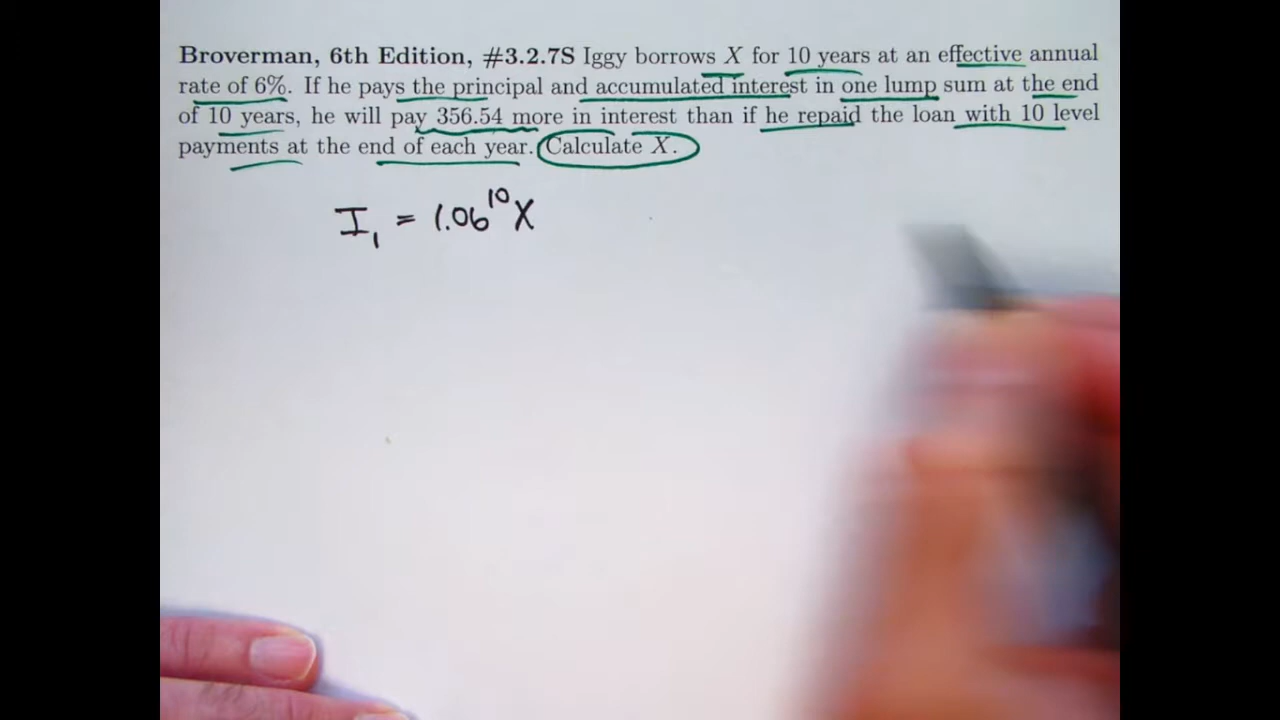 Broverman, 6th Edition, #3.2.7S Iggy borrows X for 10 years at an effective annual
rate of 6%. If he pays the principal and accumulated interest in one lump sum at the end
of 10 years, he will pay 356.54 more in interest than if he repaid the loan with 10 level
payments at the end of each year. Calculate X.
I₁ = 1.06¹⁰X